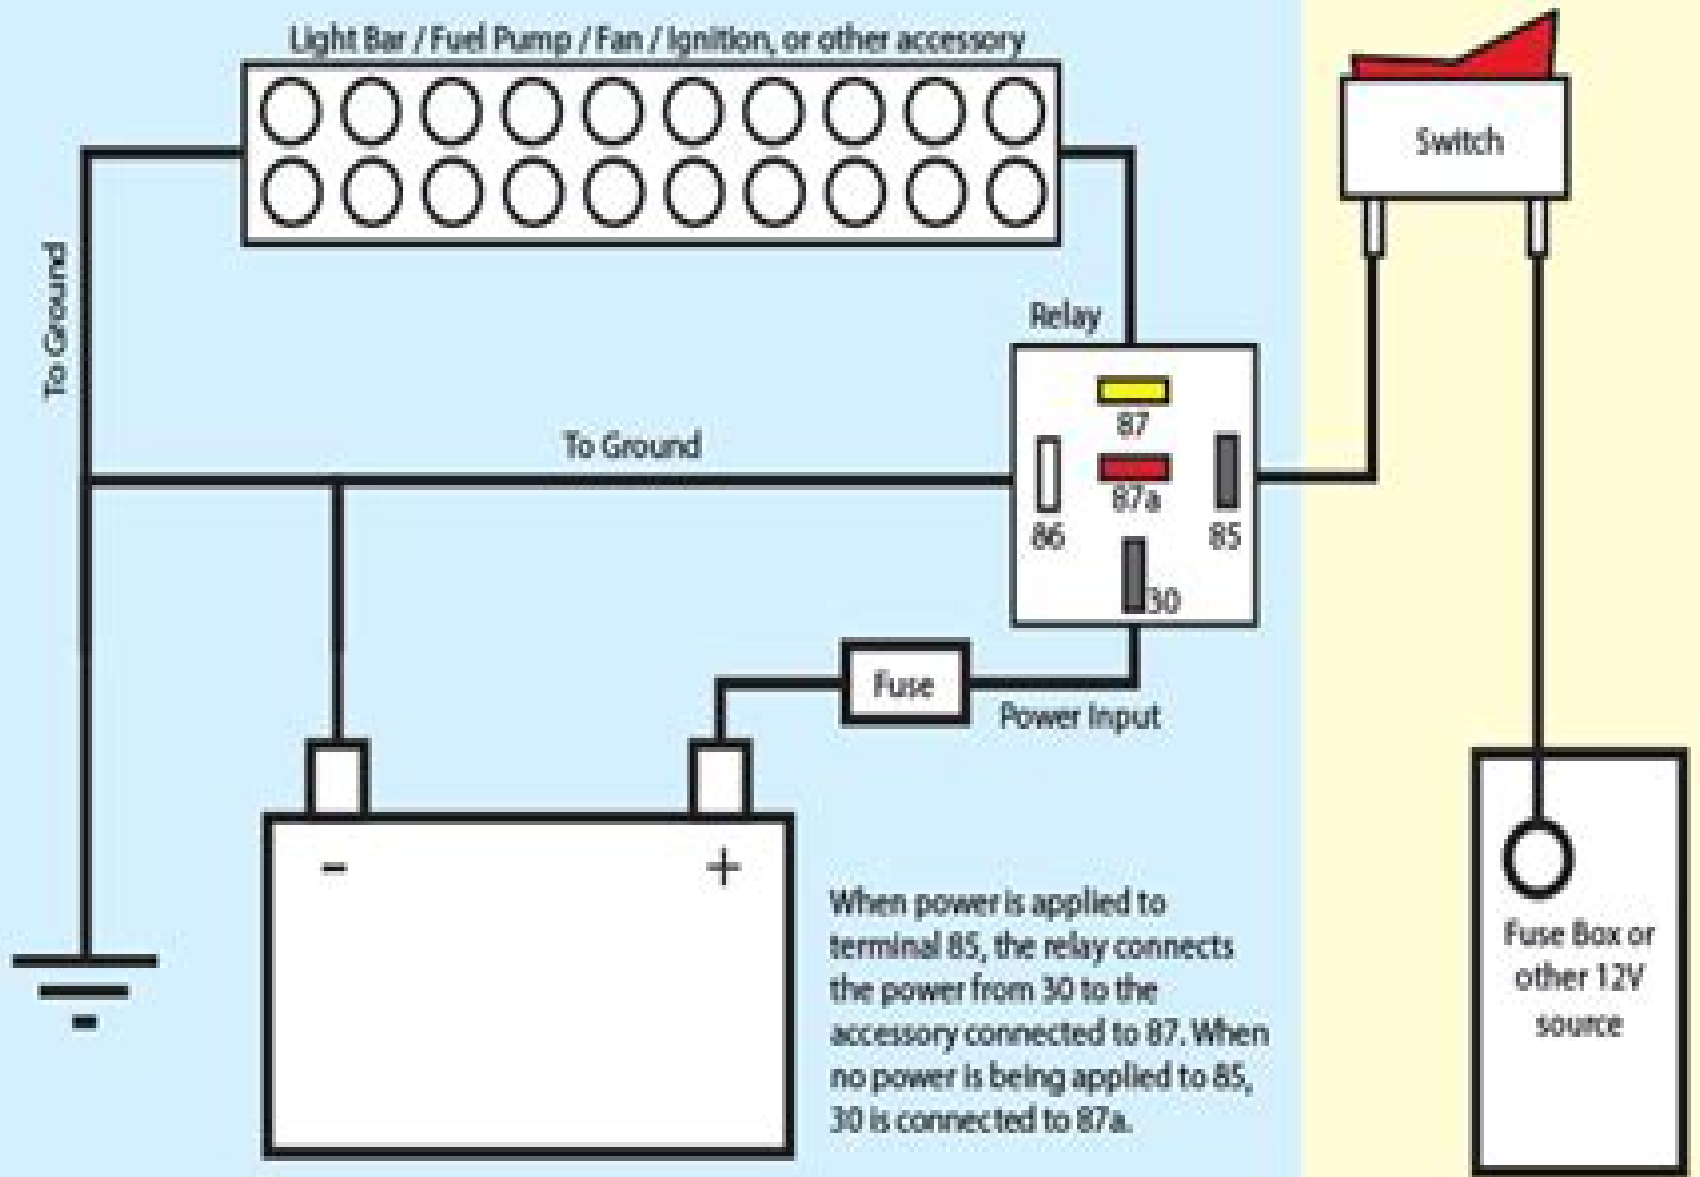 Light Bar / Fuel Pump / Fan / Ignition, or other accessory
Switch
To Ground
Relay
87
To Ground
87a
86
85
30
Fuse
Power Input
-
+
When power is applied to
terminal 85, the relay connects
the power from 30 to the
accessory connected to 87. When
no power is being applied to 85,
30 is connected to 87a.
Fuse Box or
other 12V
source